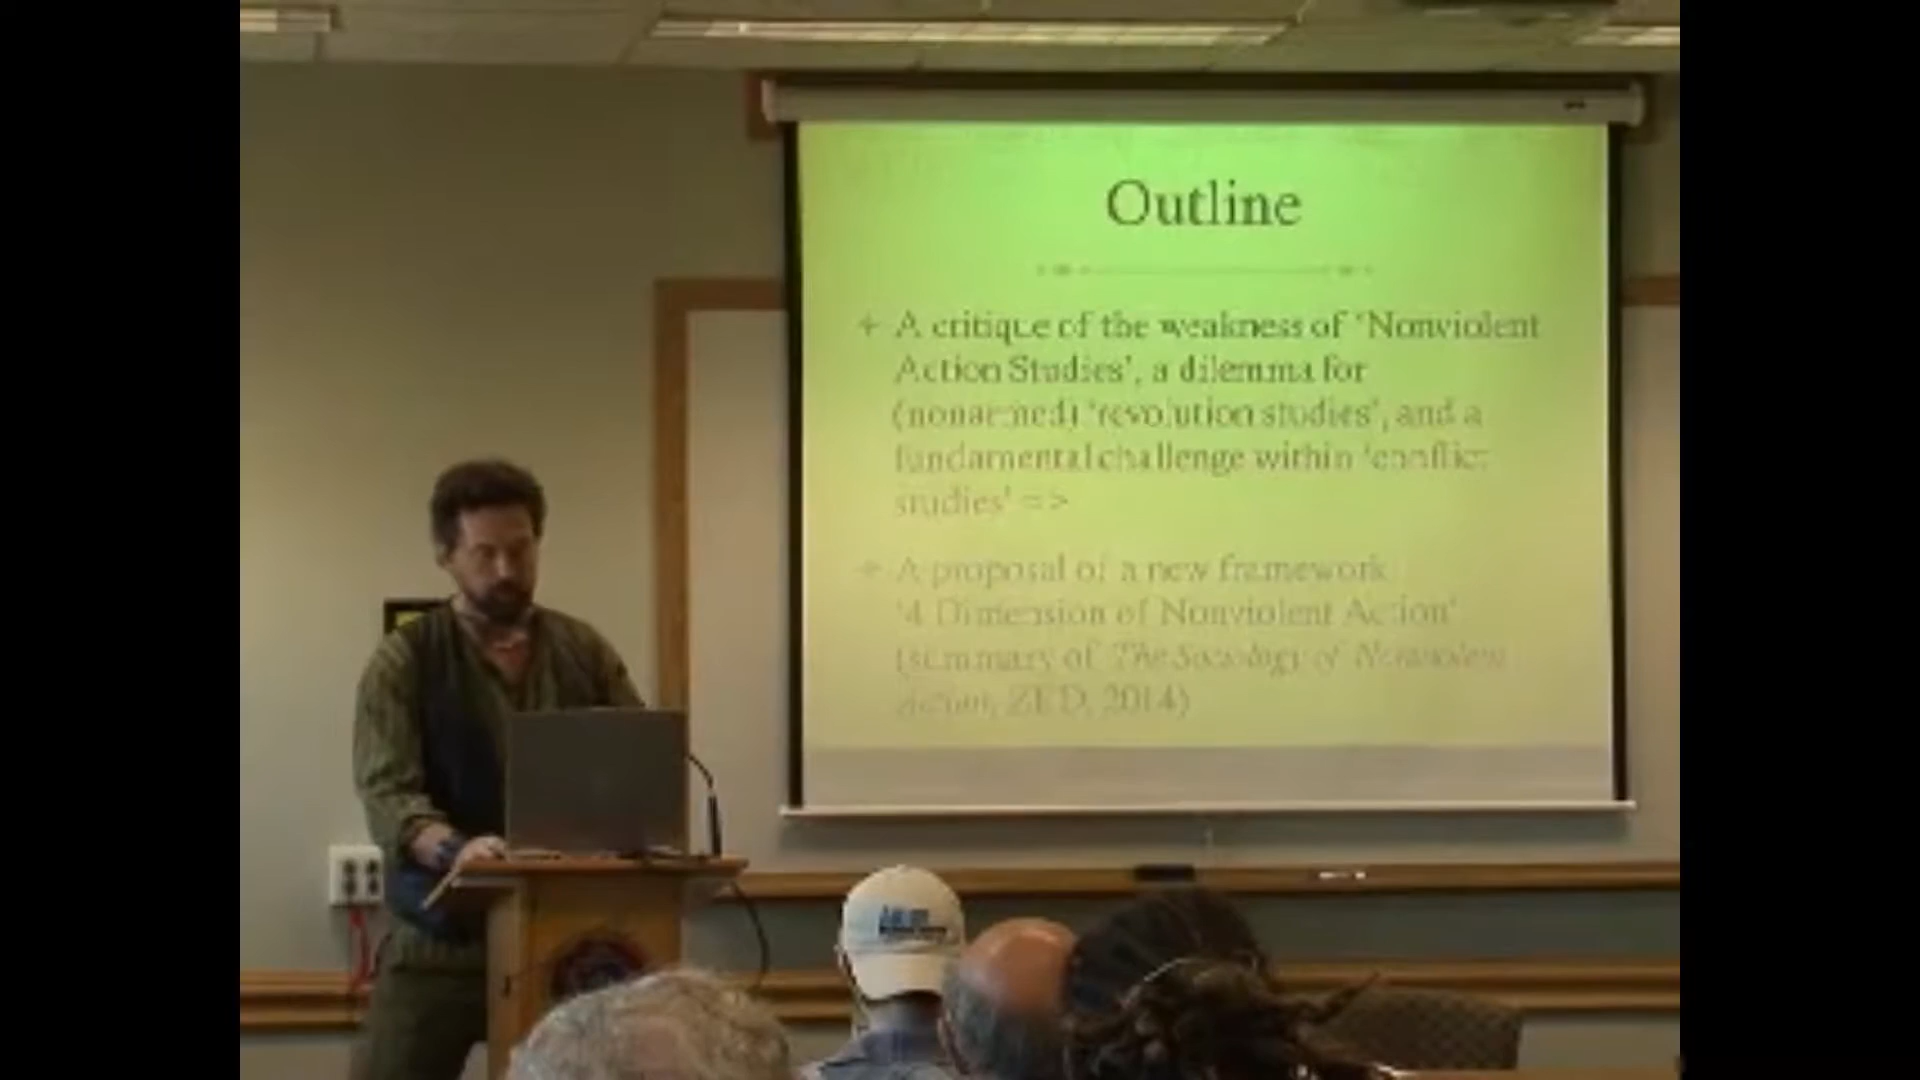 Outline
A critique of the weakness of ‘Nonviolent
Action Studies’, a dilemma for
(nonarmed) ‘revolution studies’, and a
fundamental challenge within ‘conflict
studies’ =>
A proposal of a new framework
‘4 Dimension of Nonviolent Action’
(summary of The Sociology of Nonviolent
Action, ZED, 2014)